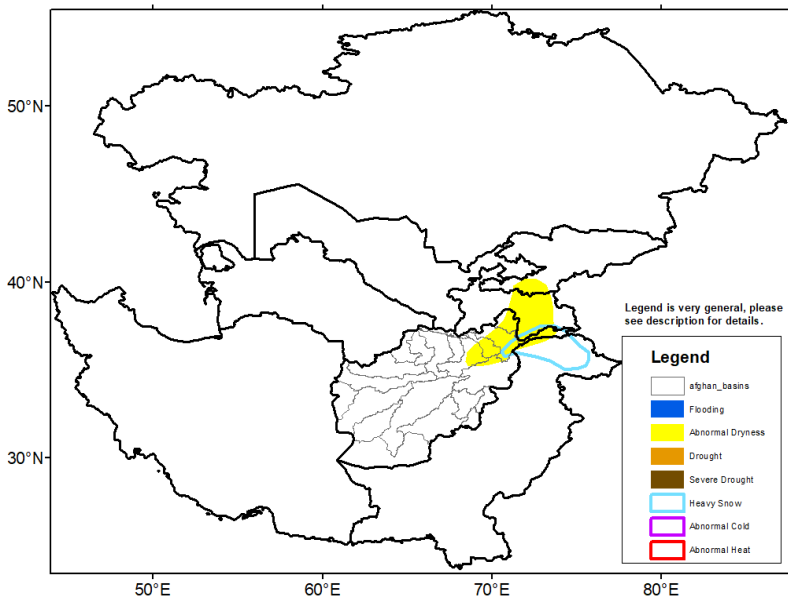 50°N
40°N
30°N
50°E
60°E
70°E
80°E
Legend is very general, please
see description for details.
Legend
afghan_basins
Flooding
Abnormal Dryness
Drought
Severe Drought
Heavy Snow
Abnormal Cold
Abnormal Heat